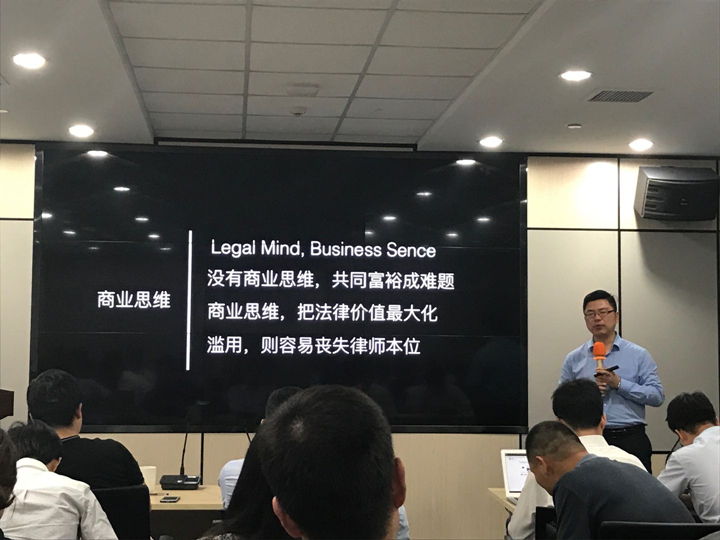 商业思维
Legal Mind, Business Sence
没有商业思维，共同富裕成难题
商业思维，把法律价值最大化
滥用，则容易丧失律师本位